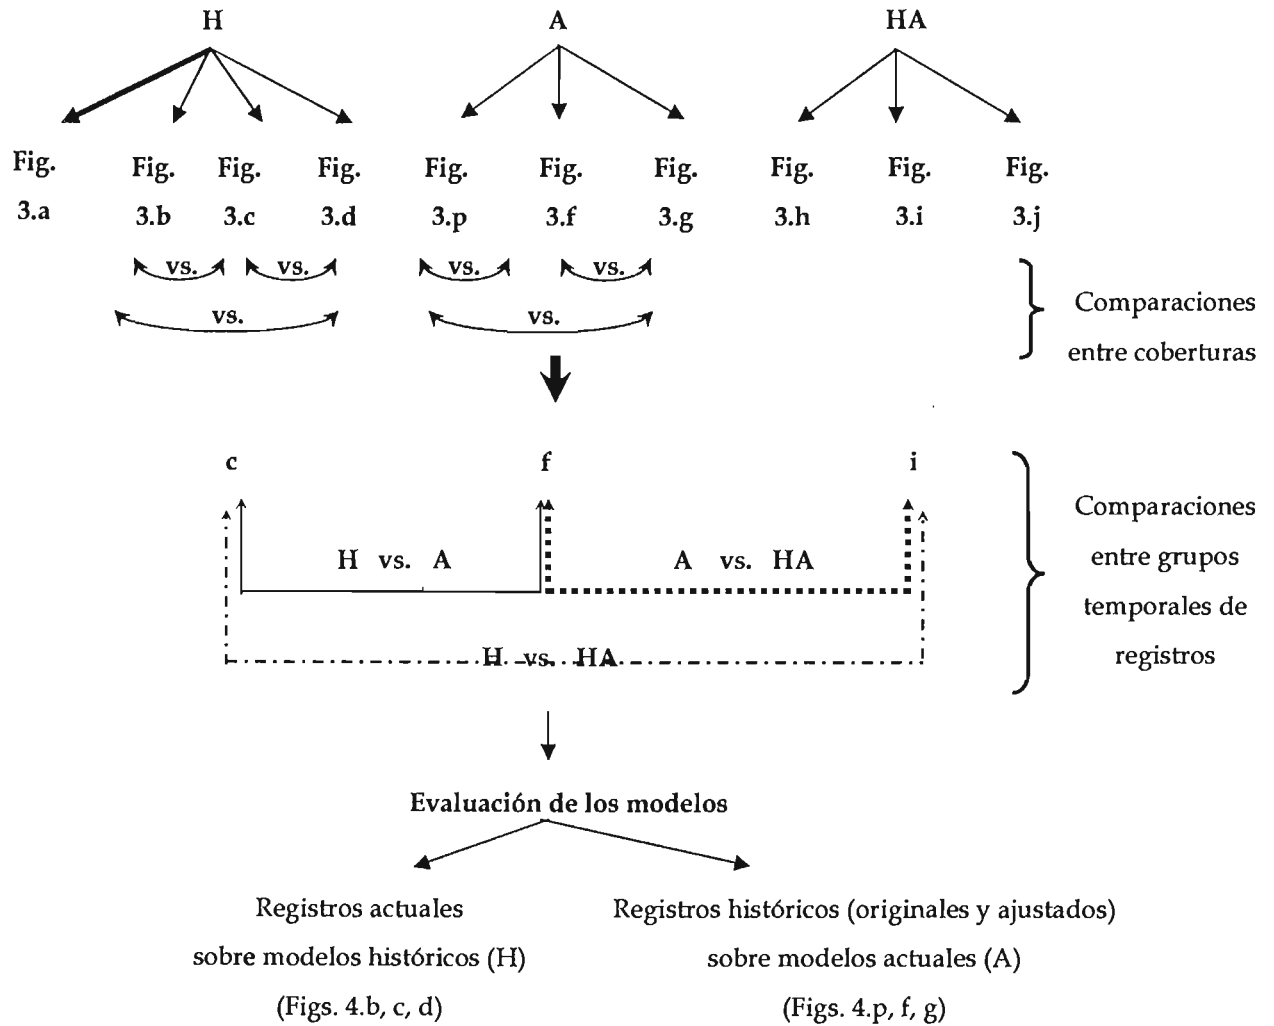 H A HA
Fig. Fig. Fig. Fig. Fig. Fig. Fig. Fig. Fig. Fig.
3.a 3.b 3.c 3.d 3.p 3.f 3.g 3.h 3.i 3.j
vs. vs. vs. vs.
vs. vs.
Comparaciones
entre coberturas
c f i
H vs. A A vs. HA
H vs. HA
Comparaciones
entre grupos
temporales de
registros
Evaluación de los modelos
Registros actuales
sobre modelos históricos (H)
(Figs. 4.b, c, d)
Registros históricos (originales y ajustados)
sobre modelos actuales (A)
(Figs. 4.p, f, g)